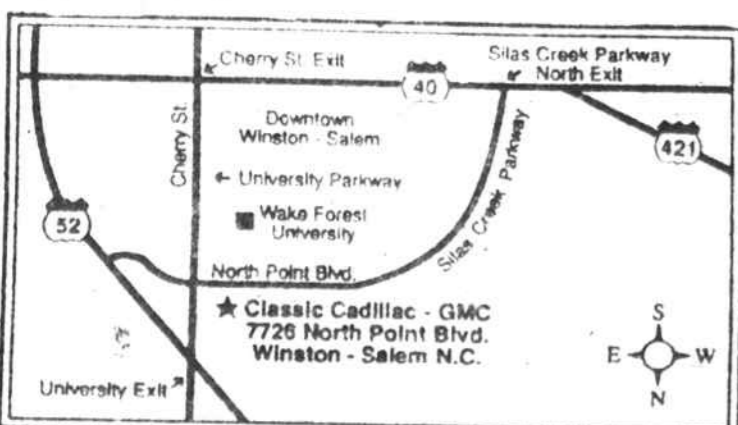 Cherry St. Exit
Silas Creek Parkway
North Exit
40
Downtown
Winston - Salem
421
Cherry St.
← University Parkway
Silas Creek Parkway
52
Wake Forest
University
North Point Blvd.
★ Classic Cadillac - GMC
7726 North Point Blvd.
Winston - Salem N.C.
S
E W
N
University Exit